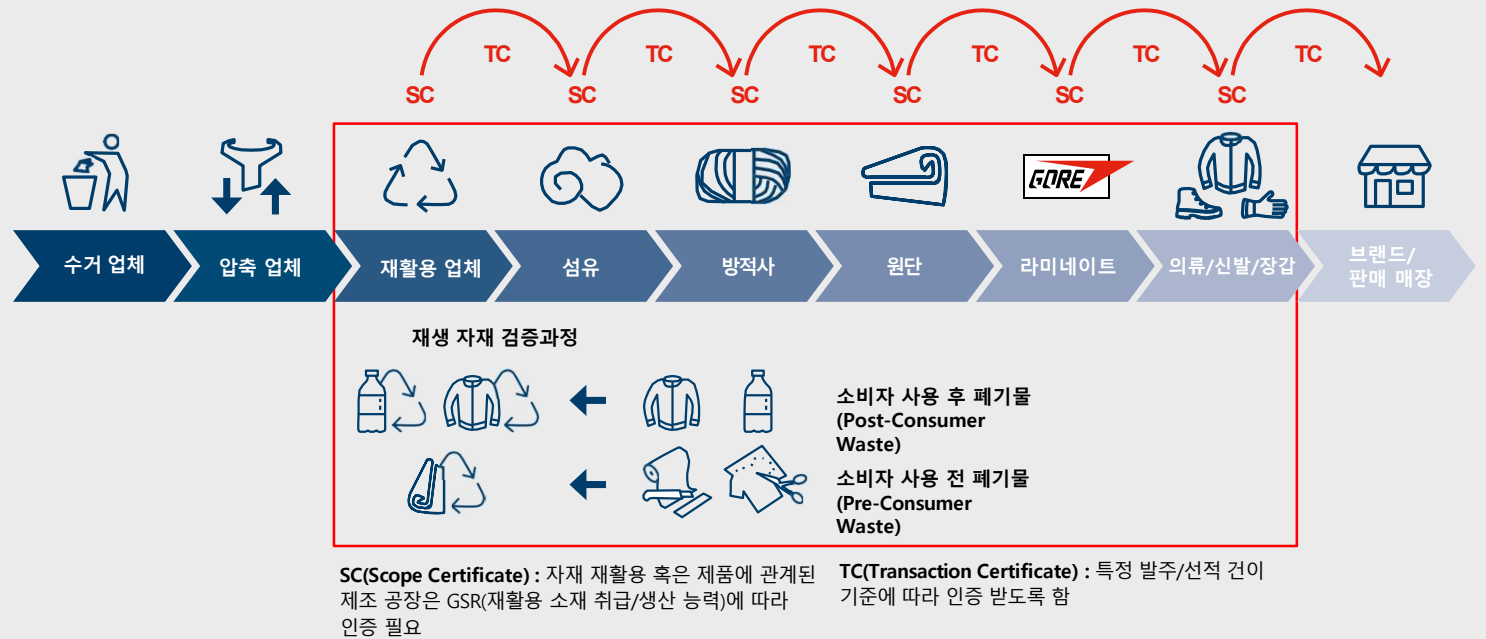 TC TC TC TC TC TC
SC SC SC SC SC SC
GORE
수거 업체
압축 업체
재활용 업체
섬유
방적사
원단
라미네이트
의류/신발/장갑
브랜드/
판매 매장
재생 자재 검증과정
소비자 사용 후 폐기물
(Post-Consumer
Waste)
소비자 사용 전 폐기물
(Pre-Consumer
Waste)
SC(Scope Certificate) : 자재 재활용 혹은 제품에 관계된
제조 공장은 GSR(재활용 소재 취급/생산 능력)에 따라
인증 필요
TC(Transaction Certificate) : 특정 발주/선적 건이
기준에 따라 인증 받도록 함